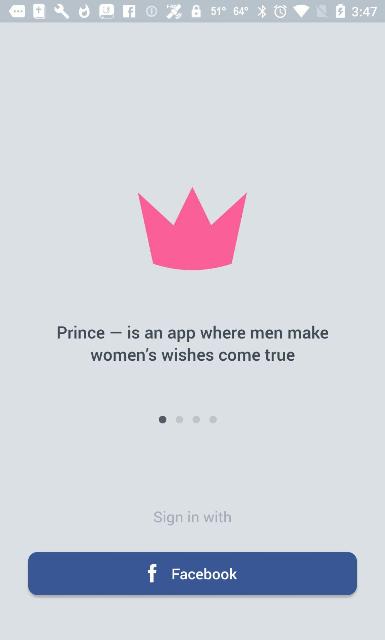 51° 64° 3:47
Prince — is an app where men make
women's wishes come true
Sign in with
f Facebook